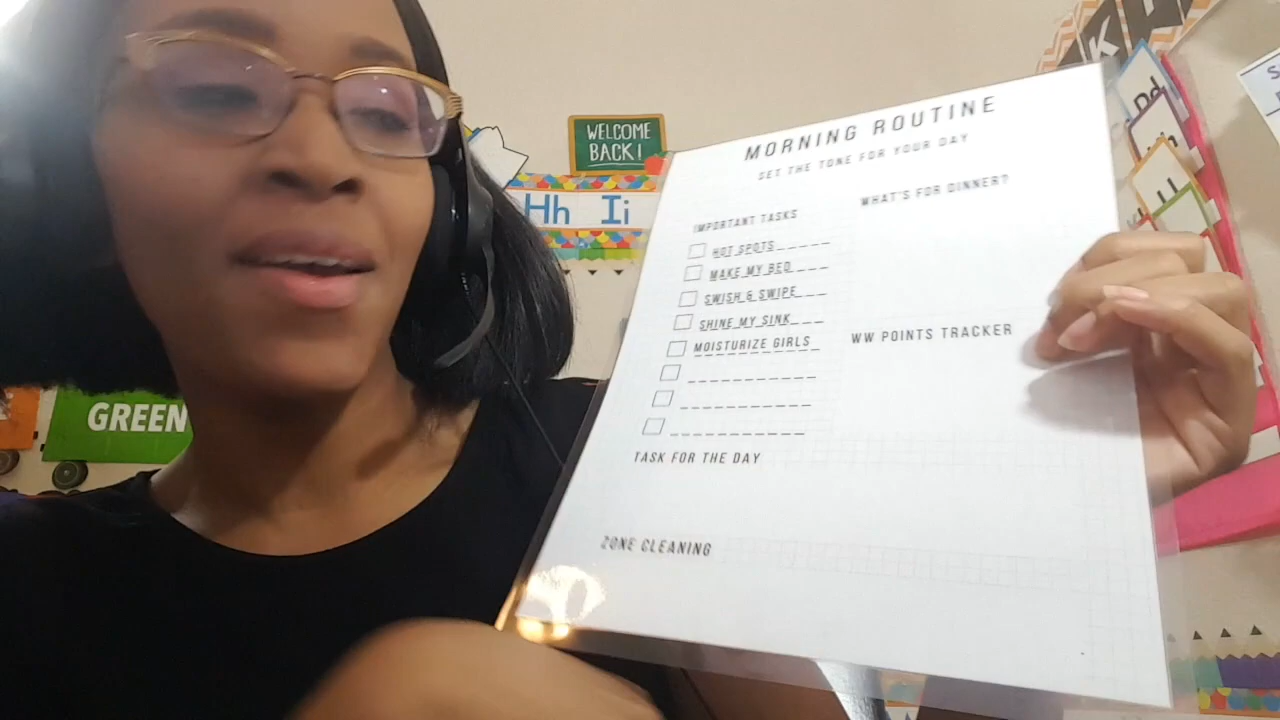 MORNING ROUTINE
SET THE TONE FOR YOUR DAY
IMPORTANT TASKS
HOT SPOTS
MAKE MY BED
SWISH & SWIPE
SHINE MY SINK
MOISTURIZE GIRLS
TASK FOR THE DAY
ZONE CLEANING
WHAT'S FOR DINNER?
WW POINTS TRACKER
WELCOME
BACK!
Hh Ii
GREEN
K